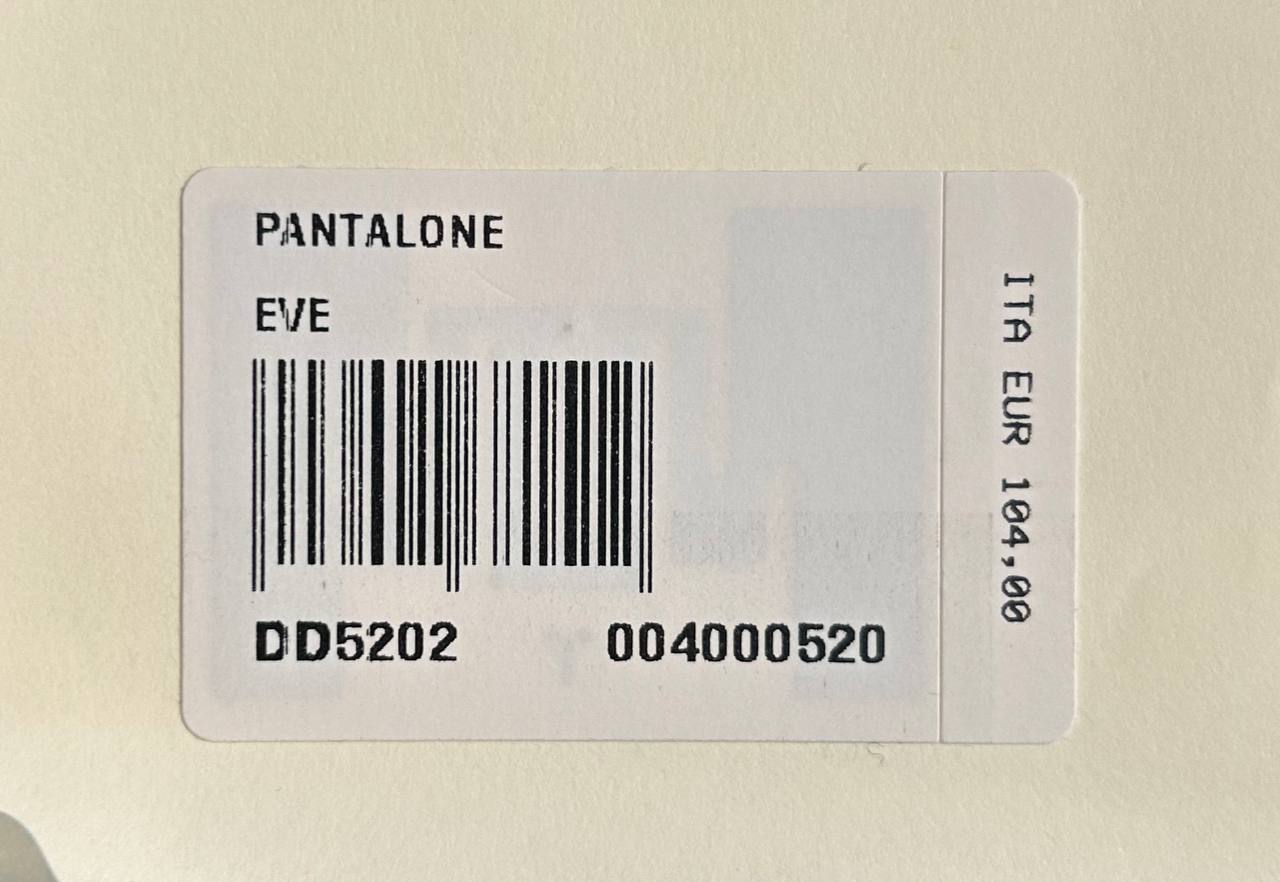 PANTALONE
EVE
DD5202 004000520
ITA EUR 104,00